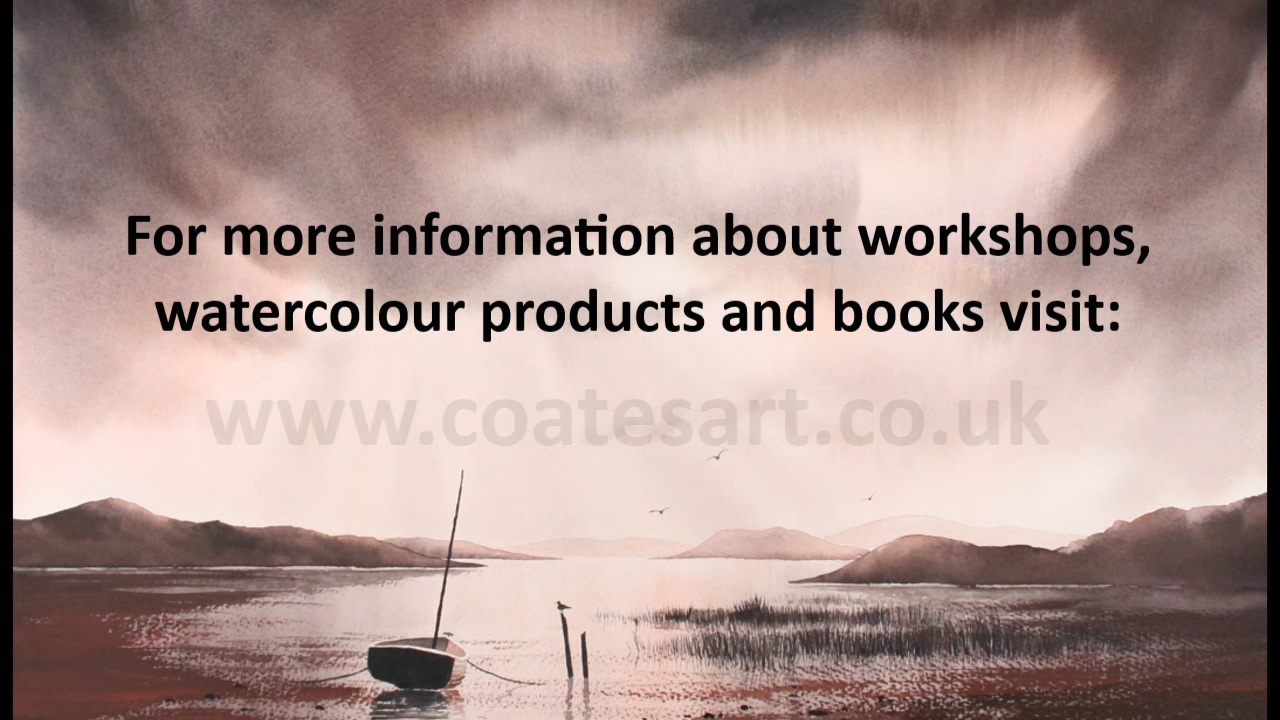 For more information about workshops,
watercolour products and books visit:
www.coatesart.co.uk